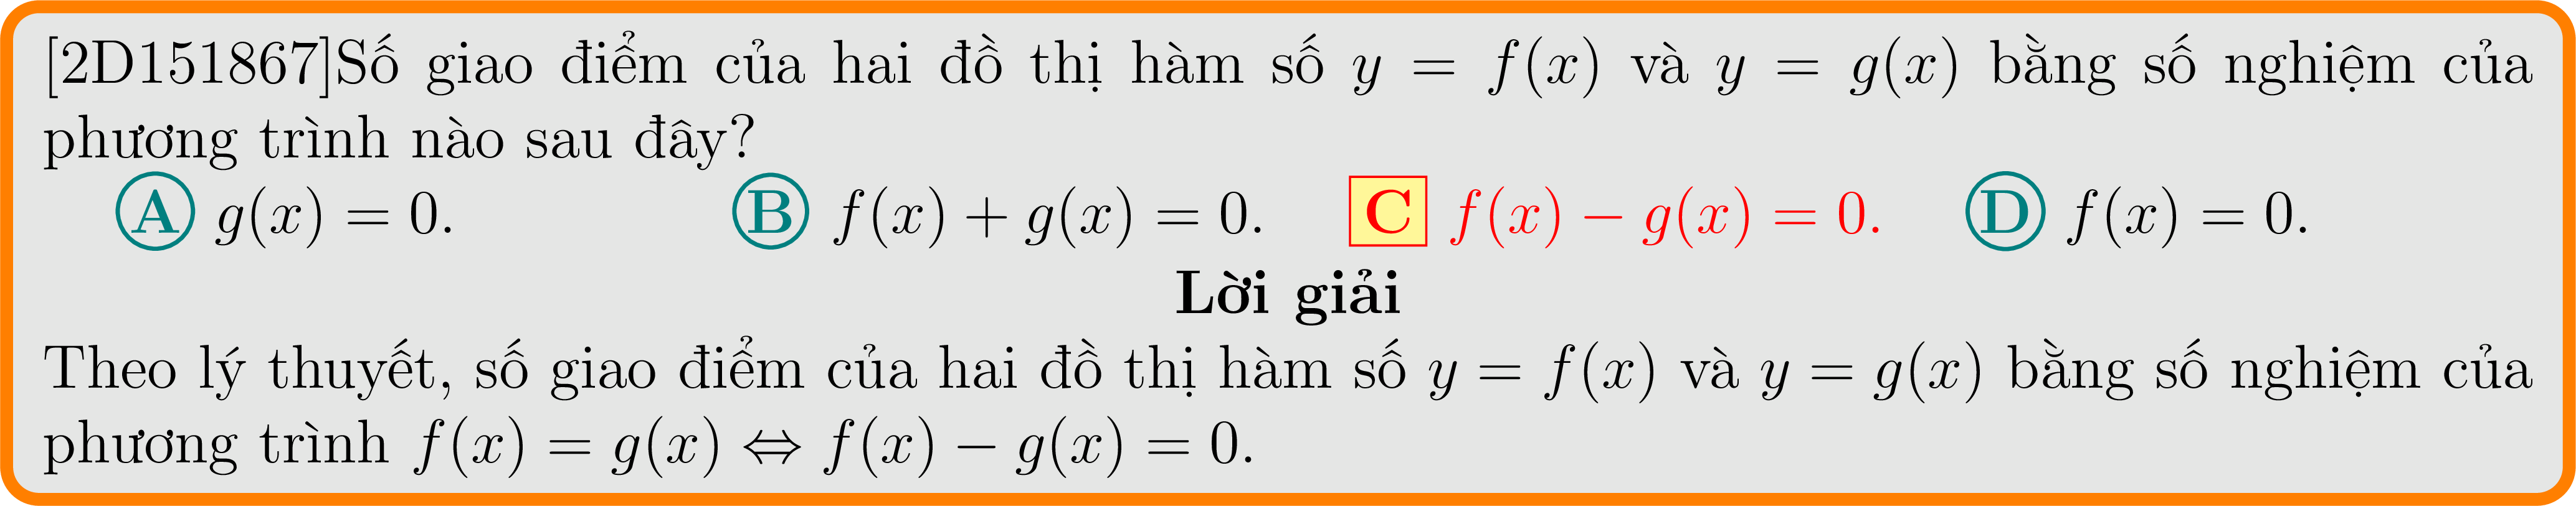 [2D151867]Số giao điểm của hai đồ thị hàm số y = f(x) và y = g(x) bằng số nghiệm của
phương trình nào sau đây?
A g(x) = 0. B f(x) + g(x) = 0. C f(x) − g(x) = 0. D f(x) = 0.
Lời giải
Theo lý thuyết, số giao điểm của hai đồ thị hàm số y = f(x) và y = g(x) bằng số nghiệm của
phương trình f(x) = g(x) ⇔ f(x) − g(x) = 0.